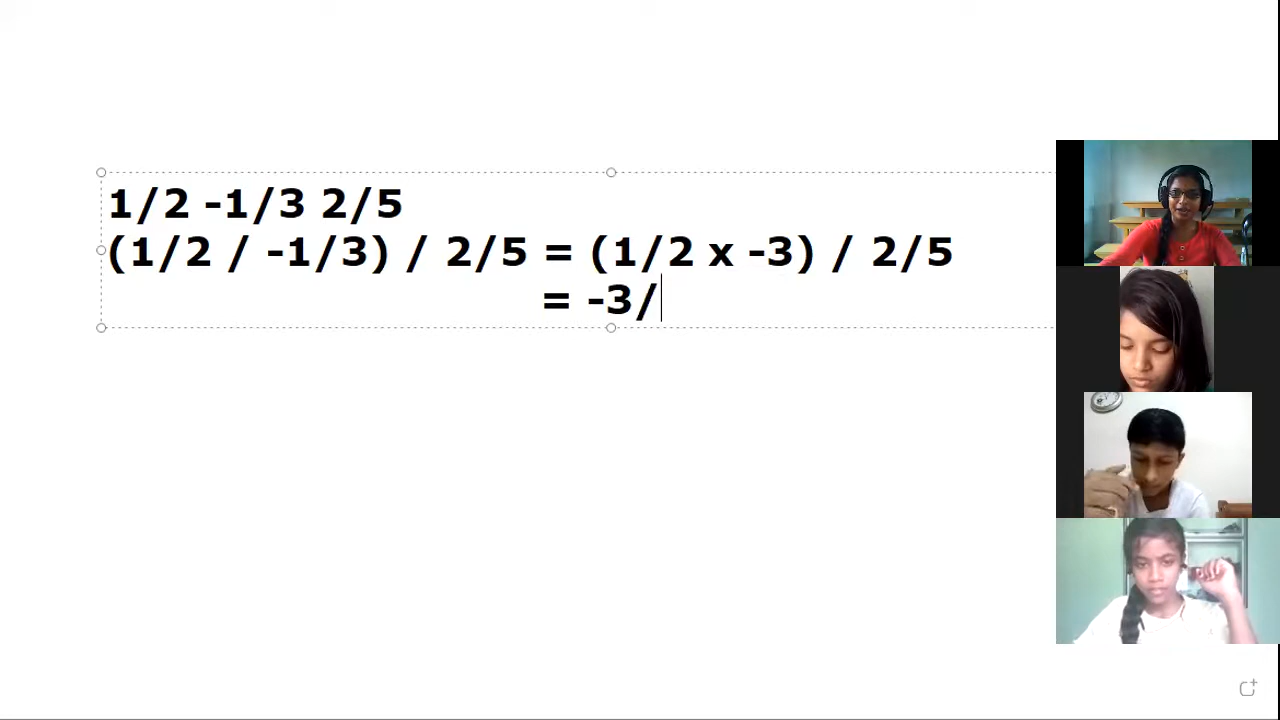 1/2 -1/3 2/5
(1/2 / -1/3) / 2/5 = (1/2 x -3) / 2/5
= -3/